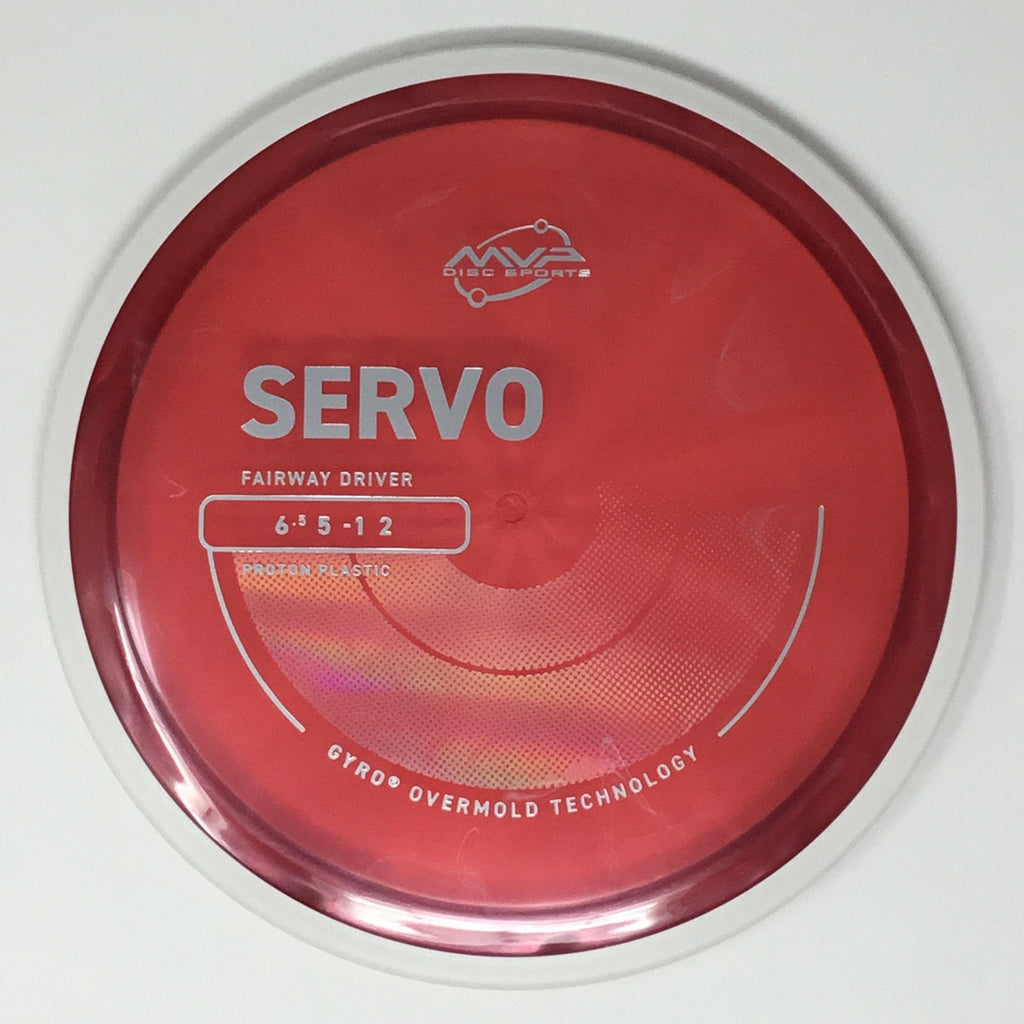 MVP
DISC SPORTS
SERVO
FAIRWAY DRIVER
6.5 5 -1 2
PROTON PLASTIC
GYRO® OVERMOLD TECHNOLOGY